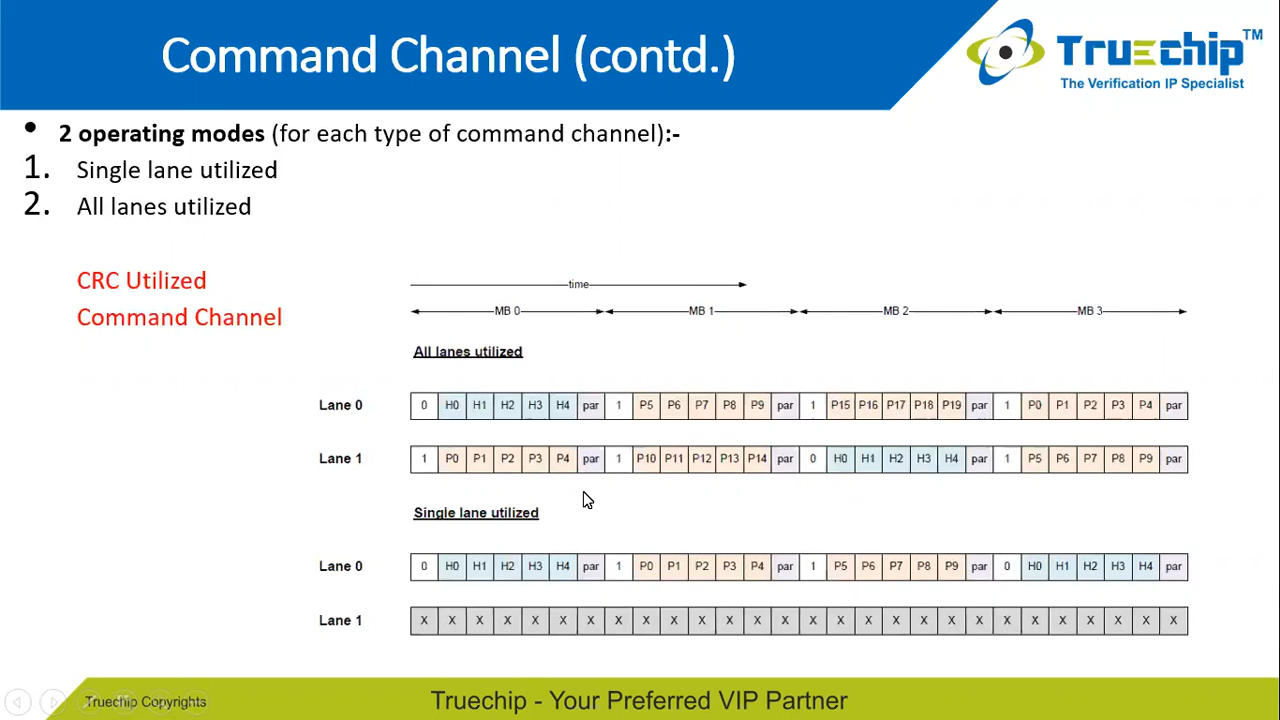 Command Channel (contd.)
Truechip TM
The Verification IP Specialist
• 2 operating modes (for each type of command channel):-
1. Single lane utilized
2. All lanes utilized
CRC Utilized
Command Channel
time
MB 0 MB 1 MB 2 MB 3
All lanes utilized
Lane 0 0 H0 H1 H2 H3 H4 par 1 P5 P6 P7 P8 P9 par 1 P15 P16 P17 P18 P19 par 1 P0 P1 P2 P3 P4 par
Lane 1 1 P0 P1 P2 P3 P4 par 1 P10 P11 P12 P13 P14 par 0 H0 H1 H2 H3 H4 par 1 P5 P6 P7 P8 P9 par
Single lane utilized
Lane 0 0 H0 H1 H2 H3 H4 par 1 P0 P1 P2 P3 P4 par 1 P5 P6 P7 P8 P9 par 0 H0 H1 H2 H3 H4 par
Lane 1 X X X X X X X X X X X X X X X X X X X X X X X X X X X X
Truechip Copyrights
Truechip - Your Preferred VIP Partner